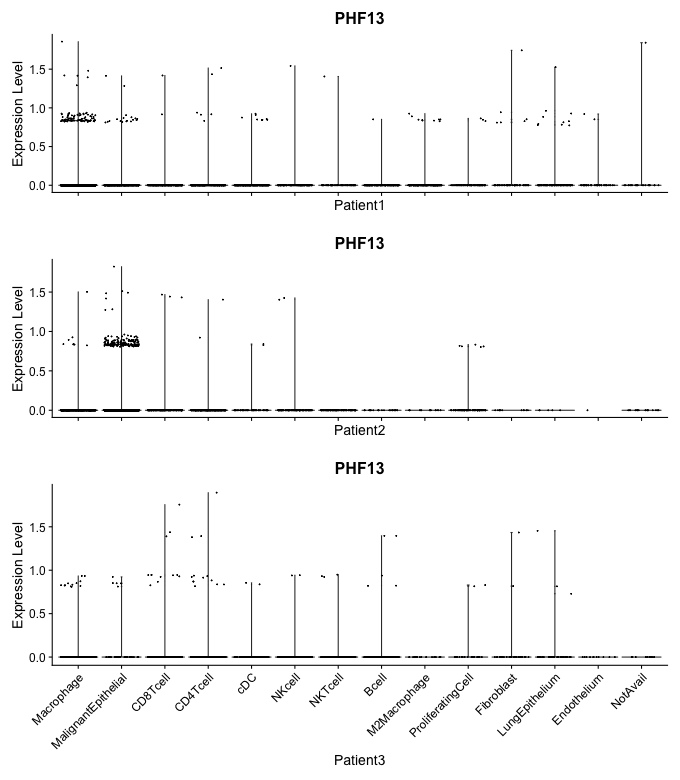 PHF13
Expression Level
1.5
1.0
0.5
0.0
Patient1
PHF13
Expression Level
1.5
1.0
0.5
0.0
Patient2
PHF13
Expression Level
1.5
1.0
0.5
0.0
Macrophage
MalignantEpithelial
CD8Tcell
CD4Tcell
cDC
NKcell
NKTcell
Bcell
M2Macrophage
ProliferatingCell
Fibroblast
LungEpithelium
Endothelium
NotAvail
Patient3